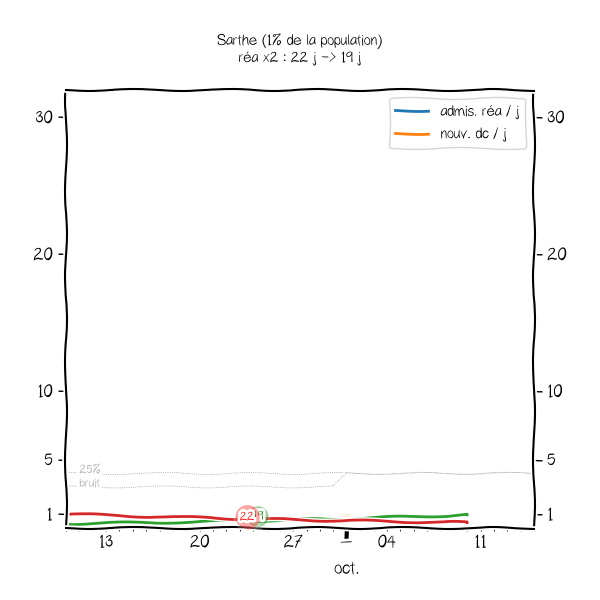 Sarthe (1% de la population)
réa x2 : 22 j -> 19 j
admis. réa / j
nouv. dc / j
30
30
20
20
10
10
5
5
25%
bruit
1
1
22
13
20
27
04
11
oct.